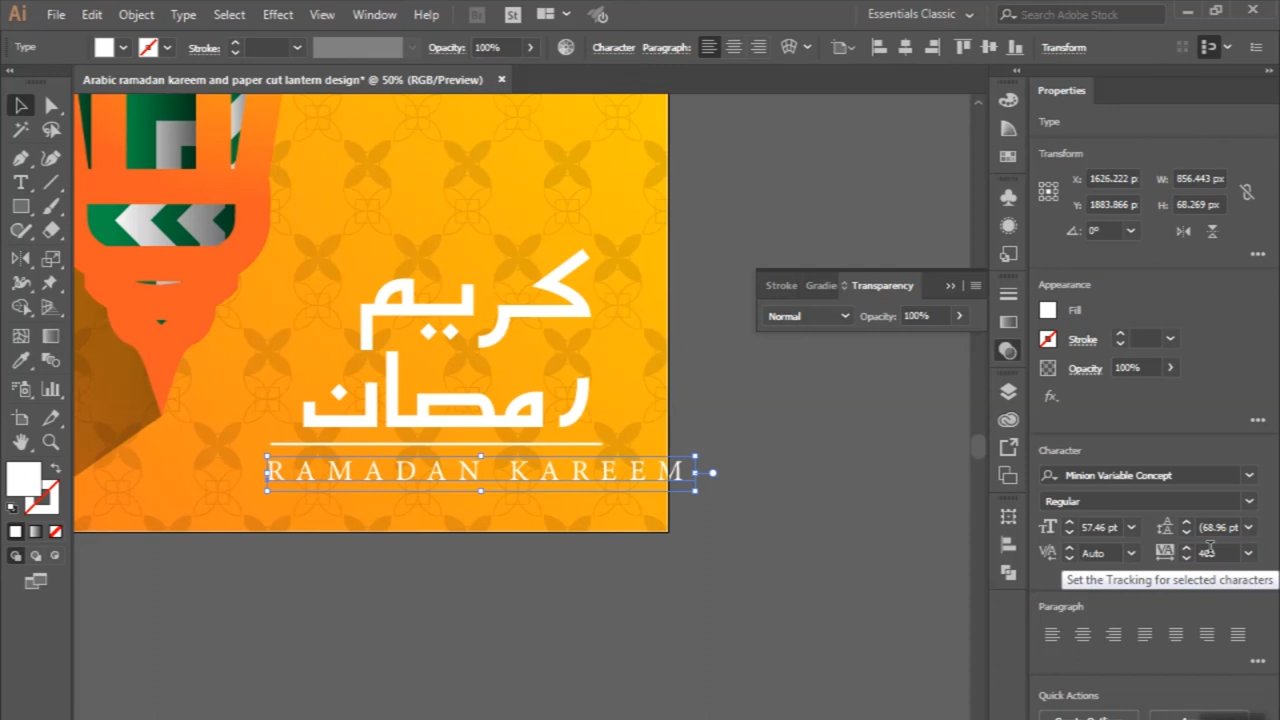 Ai File Edit Object Type Select Effect View Window Help Br St Essentials Classic Search Adobe Stock
Type Stroke: Opacity: 100% Character Paragraph: Transform
Arabic ramadan kareem and paper cut lantern design* @ 50% (RGB/Preview)
Properties
Type
Transform
X: 1626.222 p W: 856.443 px
Y: 1883.866 p H: 68.269 px
0°
كريم
رمضان
RAMADAN KAREEM
Stroke Gradie Transparency
Normal Opacity: 100%
Appearance
Fill
Stroke
Opacity 100%
fx.
Character
Minion Variable Concept
Regular
57.46 pt (68.96 pt
Auto
Set the Tracking for selected characters
Paragraph
Quick Actions